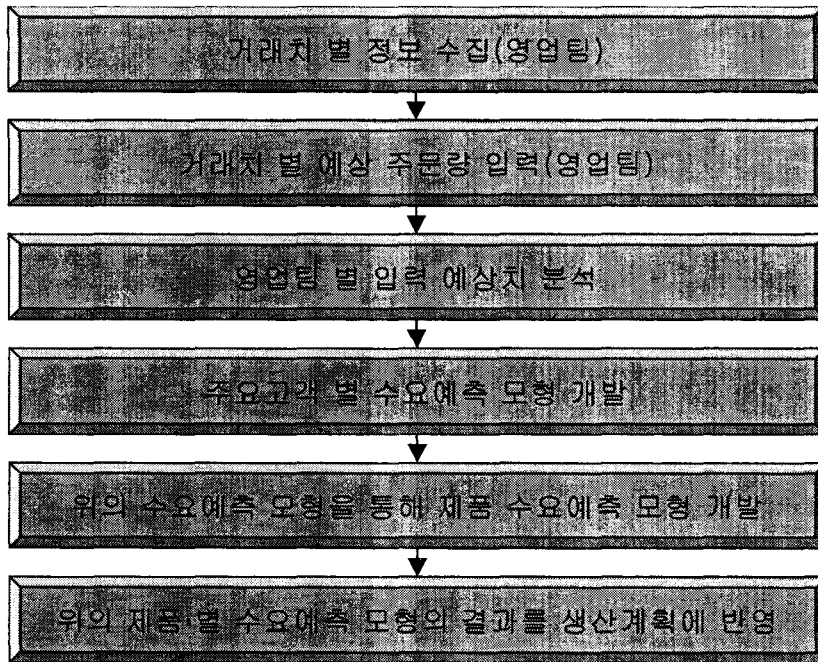 거래처 별 정보 수집(영업팀)
거래처 별 예상 주문량 입력(영업팀)
영업팀 별 입력 예상치 분석
주요고객 별 수요예측 모형 개발
위의 수요예측 모형을 통해 제품 수요예측 모형 개발
위의 제품 별 수요예측 모형의 결과를 생산계획에 반영